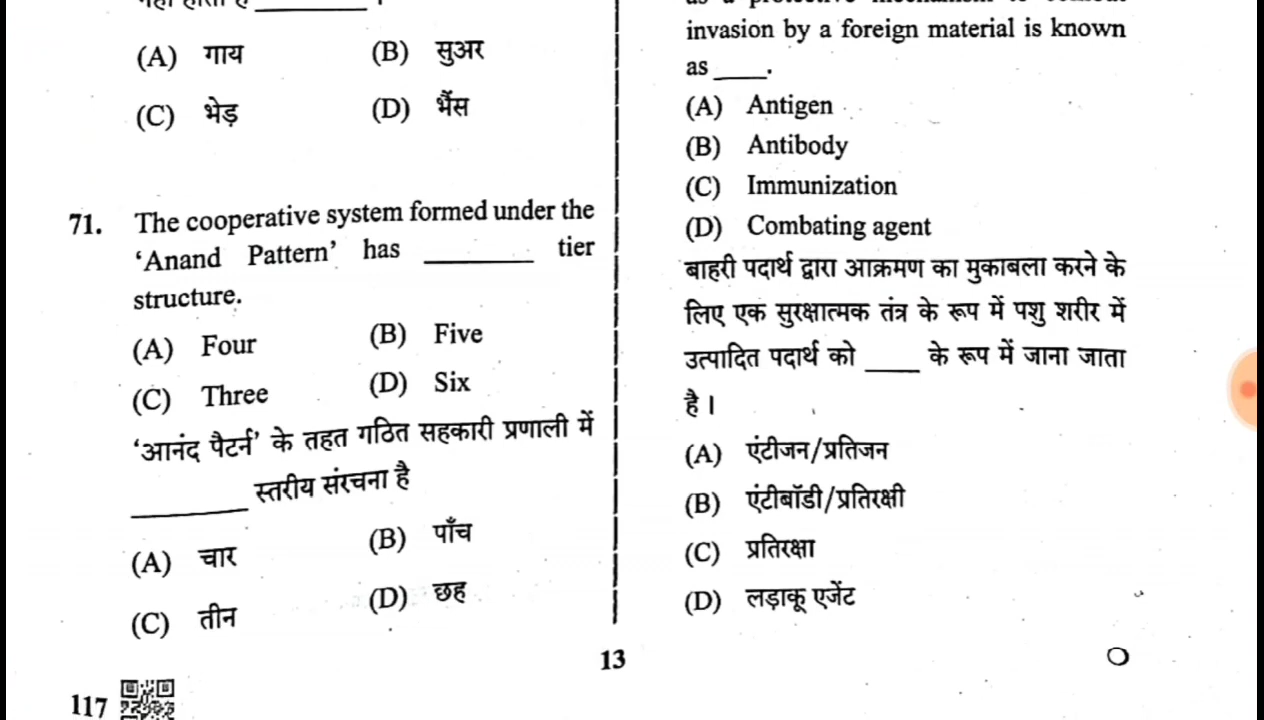 (A) गाय (B) सुअर
(C) भेड़ (D) भैंस
71. The cooperative system formed under the
‘Anand Pattern’ has ________ tier
structure.
(A) Four (B) Five
(C) Three (D) Six
‘आनंद पैटर्न’ के तहत गठित सहकारी प्रणाली में
________ स्तरीय संरचना है
(A) चार (B) पाँच
(C) तीन (D) छह
117
invasion by a foreign material is known
as ____.
(A) Antigen
(B) Antibody
(C) Immunization
(D) Combating agent
बाहरी पदार्थ द्वारा आक्रमण का मुकाबला करने के
लिए एक सुरक्षात्मक तंत्र के रूप में पशु शरीर में
उत्पादित पदार्थ को ____ के रूप में जाना जाता
है।
(A) एंटीजन/प्रतिजन
(B) एंटीबॉडी/प्रतिरक्षी
(C) प्रतिरक्षा
(D) लड़ाकू एजेंट
13